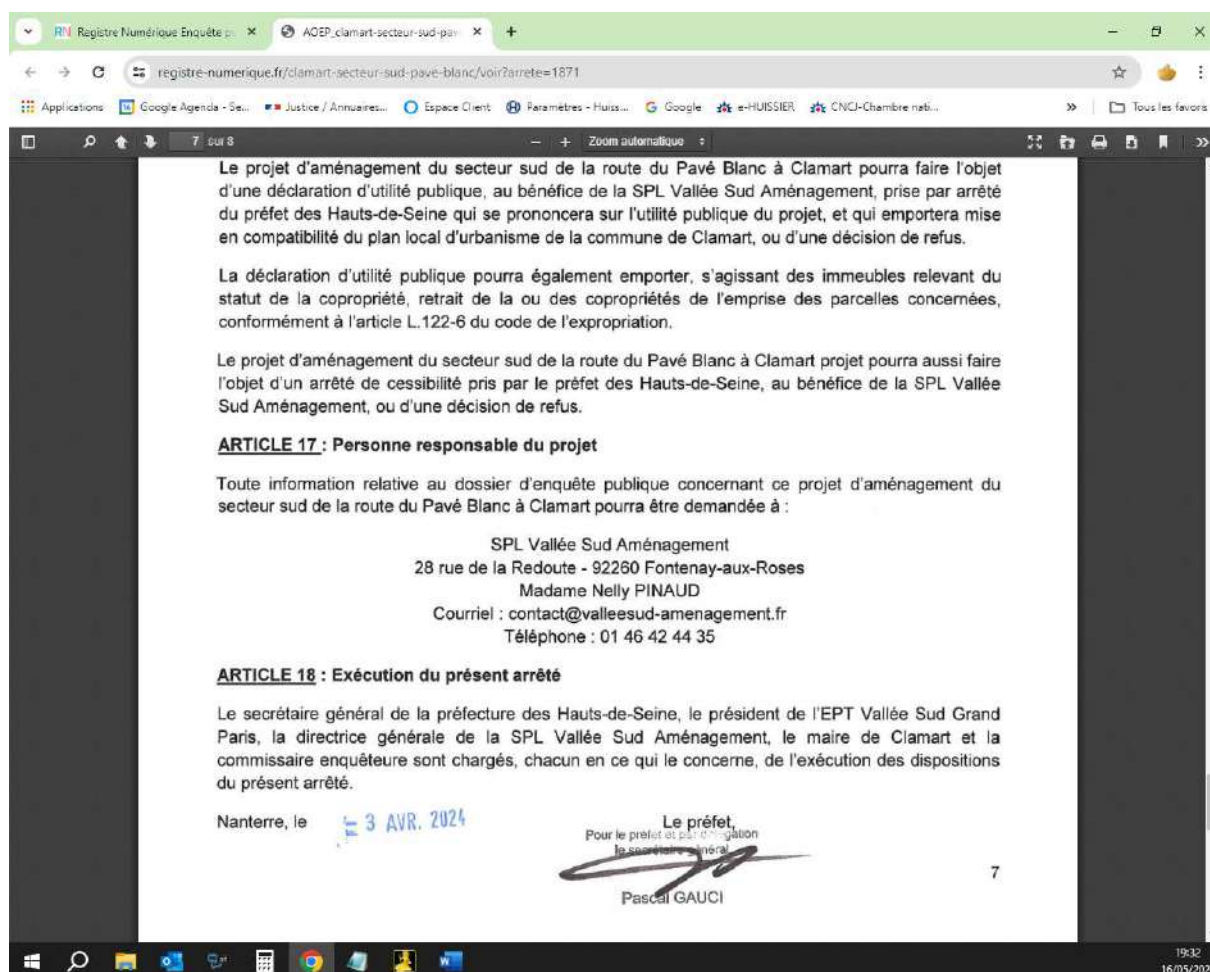 RN Registre Numérique Enquête p
AOEP_clamart-secteur-sud-pav
registre-numerique.fr/clamart-secteur-sud-pave-blanc/voir?arrete=1871
Applications Google Agenda - Se... Justice / Annuaires... Espace Client Paramètres - Huiss... Google e-HUISSIER CNCJ-Chambre nati... » Tous les favoris
7 sur 8 − + Zoom automatique
Le projet d'aménagement du secteur sud de la route du Pavé Blanc à Clamart pourra faire l'objet
d'une déclaration d'utilité publique, au bénéfice de la SPL Vallée Sud Aménagement, prise par arrêté
du préfet des Hauts-de-Seine qui se prononcera sur l'utilité publique du projet, et qui emportera mise
en compatibilité du plan local d'urbanisme de la commune de Clamart, ou d'une décision de refus.
La déclaration d'utilité publique pourra également emporter, s'agissant des immeubles relevant du
statut de la copropriété, retrait de la ou des copropriétés de l'emprise des parcelles concernées,
conformément à l'article L.122-6 du code de l'expropriation.
Le projet d'aménagement du secteur sud de la route du Pavé Blanc à Clamart projet pourra aussi faire
l'objet d'un arrêté de cessibilité pris par le préfet des Hauts-de-Seine, au bénéfice de la SPL Vallée
Sud Aménagement, ou d'une décision de refus.
ARTICLE 17 : Personne responsable du projet
Toute information relative au dossier d'enquête publique concernant ce projet d'aménagement du
secteur sud de la route du Pavé Blanc à Clamart pourra être demandée à :
SPL Vallée Sud Aménagement
28 rue de la Redoute - 92260 Fontenay-aux-Roses
Madame Nelly PINAUD
Courriel : contact@valleesud-amenagement.fr
Téléphone : 01 46 42 44 35
ARTICLE 18 : Exécution du présent arrêté
Le secrétaire général de la préfecture des Hauts-de-Seine, le président de l'EPT Vallée Sud Grand
Paris, la directrice générale de la SPL Vallée Sud Aménagement, le maire de Clamart et la
commissaire enquêteure sont chargés, chacun en ce qui le concerne, de l'exécution des dispositions
du présent arrêté.
Nanterre, le 3 AVR. 2024 Le préfet,
Pour le préfet et par délégation
le secrétaire général
7
Pascal GAUCI
19:32
16/05/202